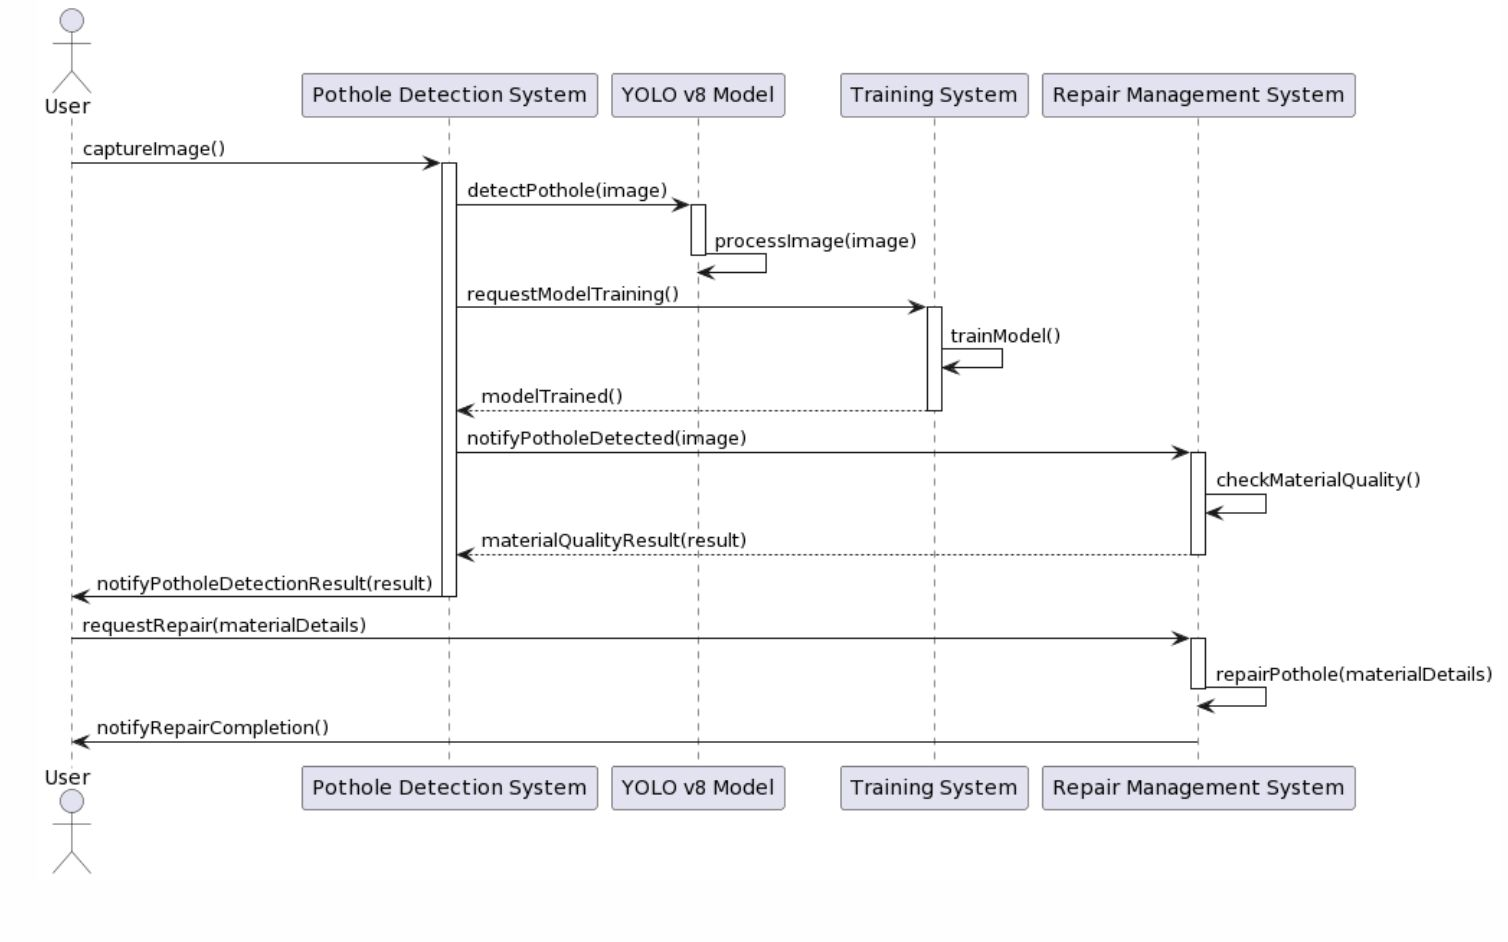 User
Pothole Detection System
YOLO v8 Model
Training System
Repair Management System
captureImage()
detectPothole(image)
processImage(image)
requestModelTraining()
trainModel()
modelTrained()
notifyPotholeDetected(image)
checkMaterialQuality()
materialQualityResult(result)
notifyPotholeDetectionResult(result)
requestRepair(materialDetails)
repairPothole(materialDetails)
notifyRepairCompletion()
User
Pothole Detection System
YOLO v8 Model
Training System
Repair Management System